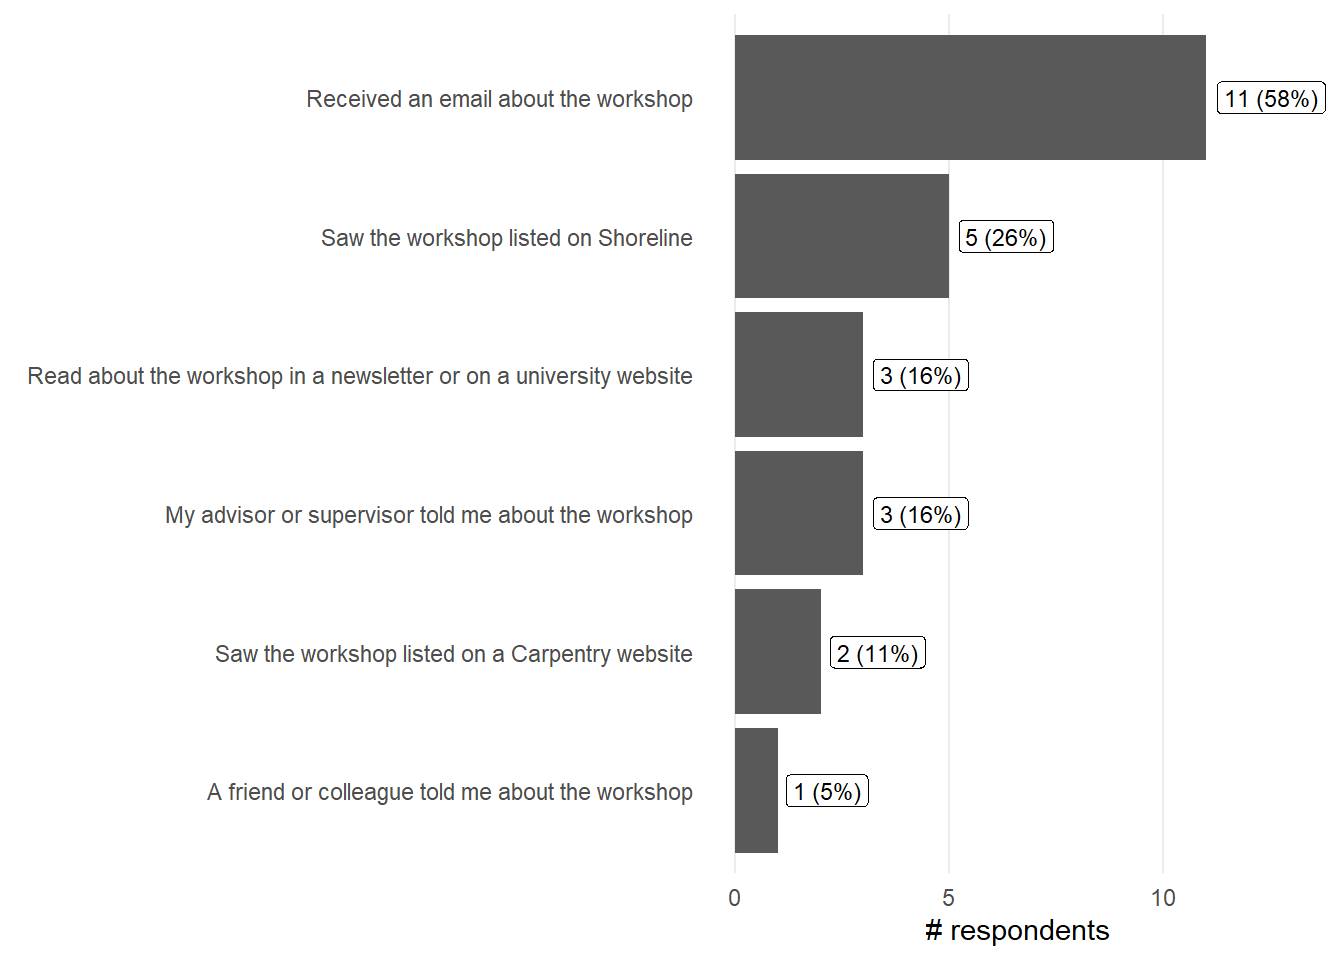 Received an email about the workshop
11 (58%)
Saw the workshop listed on Shoreline
5 (26%)
Read about the workshop in a newsletter or on a university website
3 (16%)
My advisor or supervisor told me about the workshop
3 (16%)
Saw the workshop listed on a Carpentry website
2 (11%)
A friend or colleague told me about the workshop
1 (5%)
0 5 10
# respondents